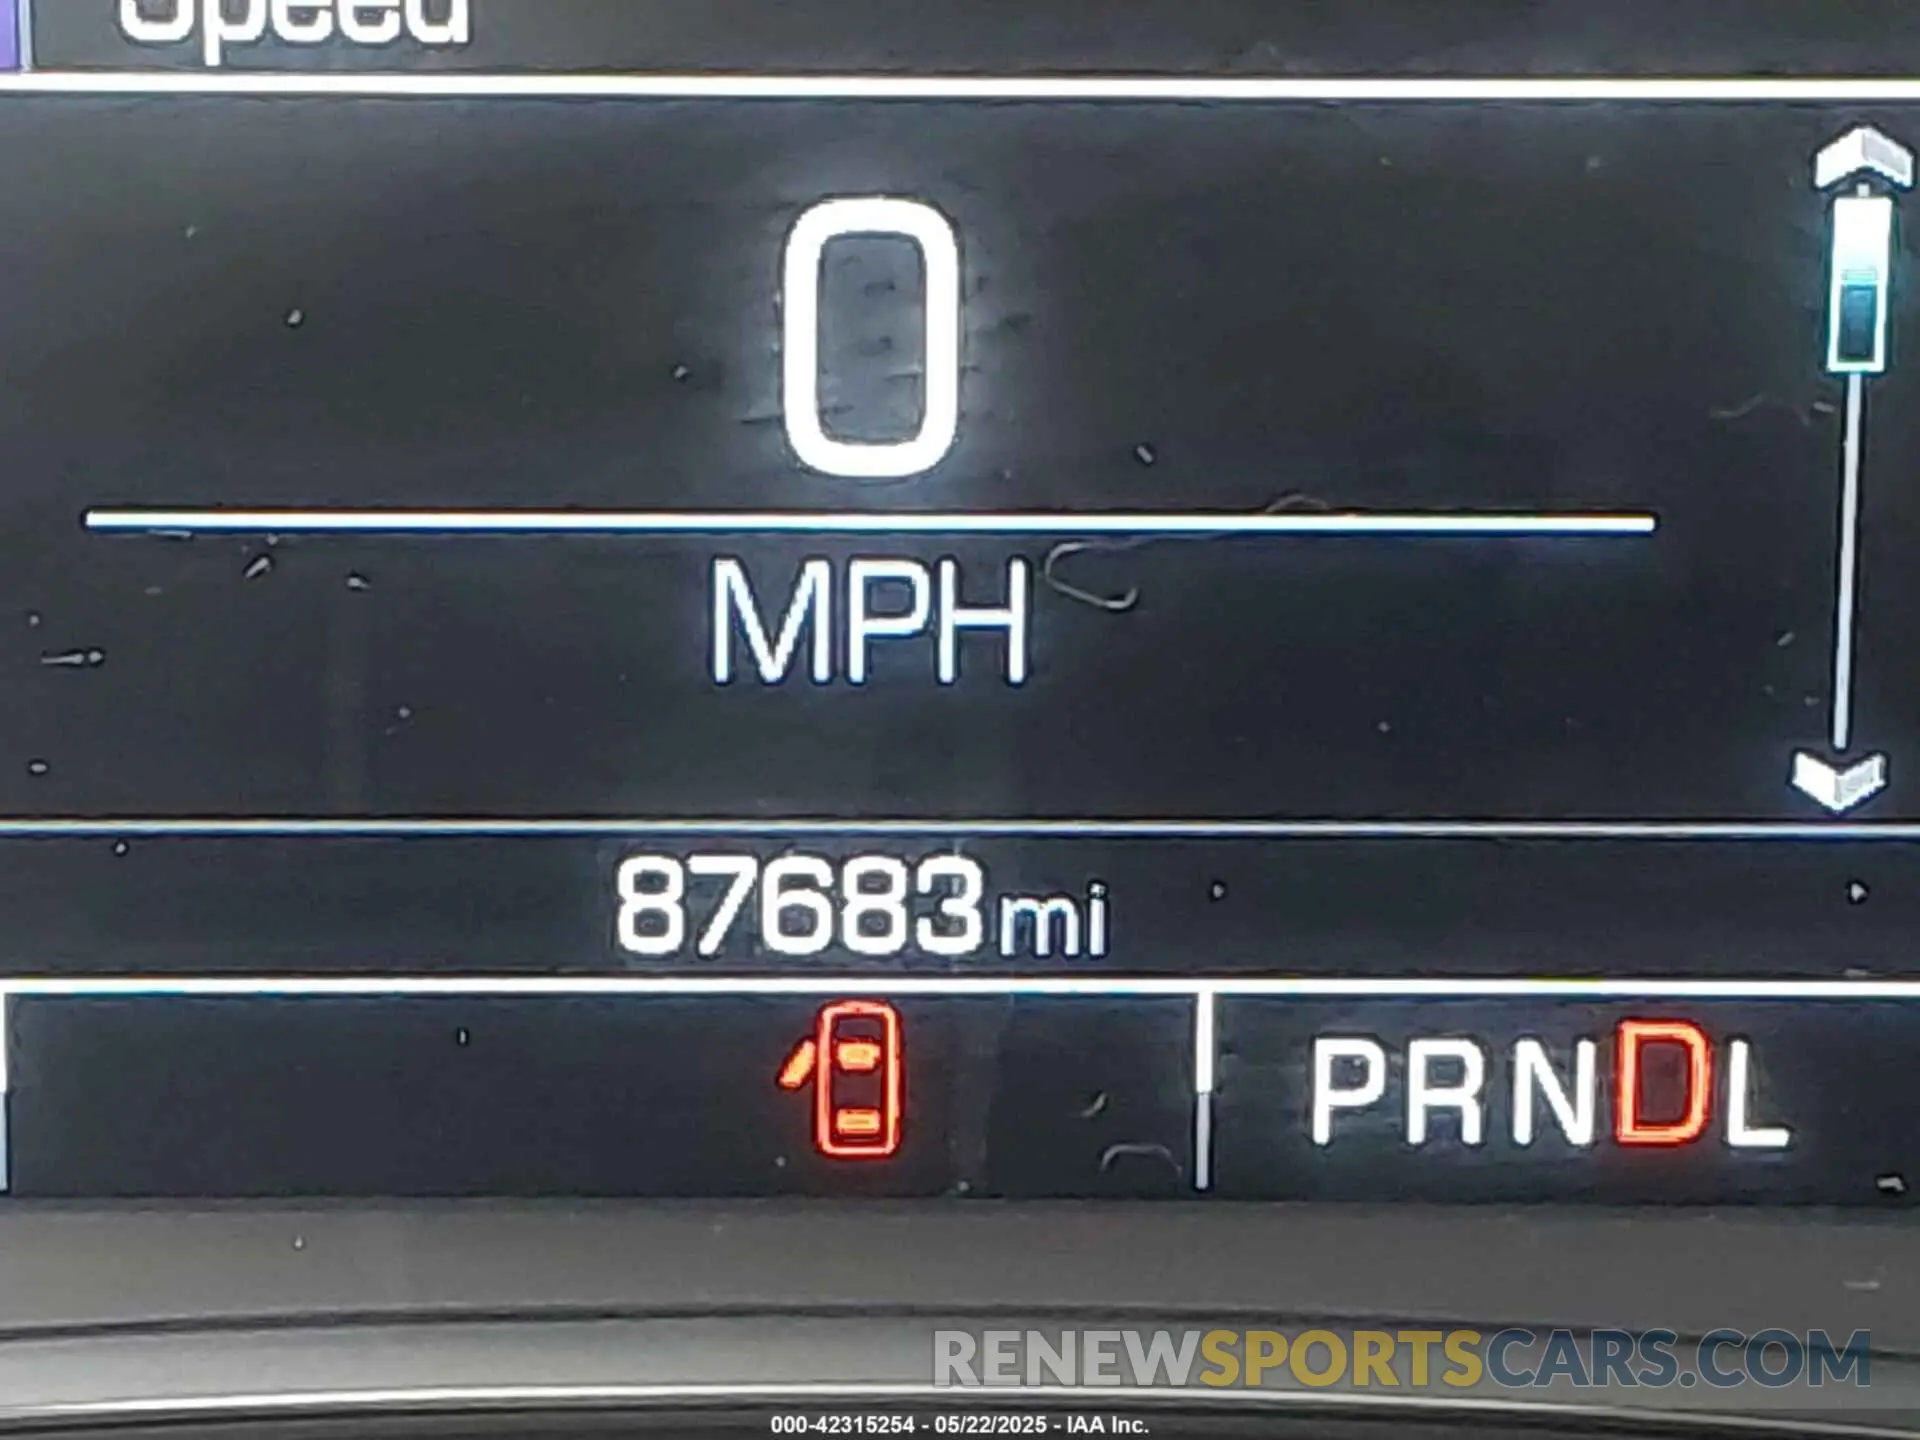 Speed
0
MPH
87683 mi
PRNDL
RENEWSPORTSCARS.COM
000-42315254 - 05/22/2025 - IAA Inc.